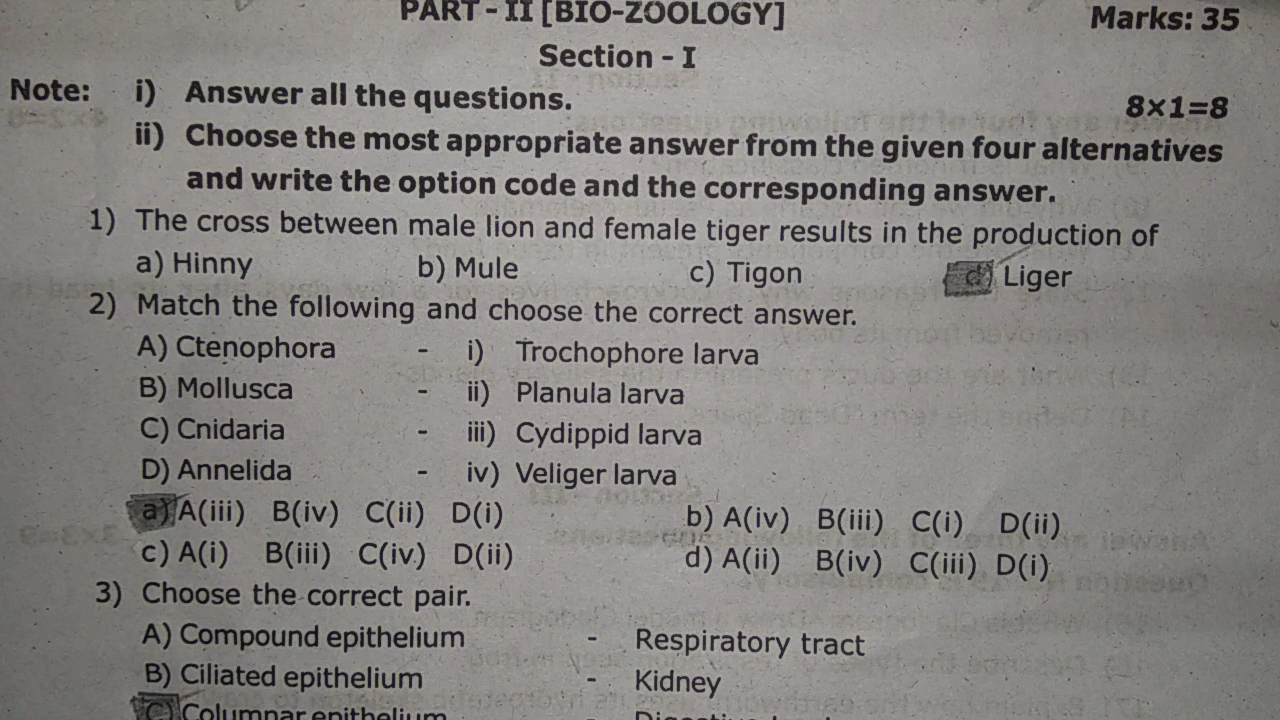 PART - II [BIO-ZOOLOGY] Marks: 35
Section - I
Note: i) Answer all the questions. 8×1=8
ii) Choose the most appropriate answer from the given four alternatives
and write the option code and the corresponding answer.
1) The cross between male lion and female tiger results in the production of
a) Hinny b) Mule c) Tigon d) Liger
2) Match the following and choose the correct answer.
A) Ctenophora - i) Trochophore larva
B) Mollusca - ii) Planula larva
C) Cnidaria - iii) Cydippid larva
D) Annelida - iv) Veliger larva
a) A(iii) B(iv) C(ii) D(i) b) A(iv) B(iii) C(i) D(ii)
c) A(i) B(iii) C(iv) D(ii) d) A(ii) B(iv) C(iii) D(i)
3) Choose the correct pair.
A) Compound epithelium - Respiratory tract
B) Ciliated epithelium - Kidney
C) Columnar epithelium